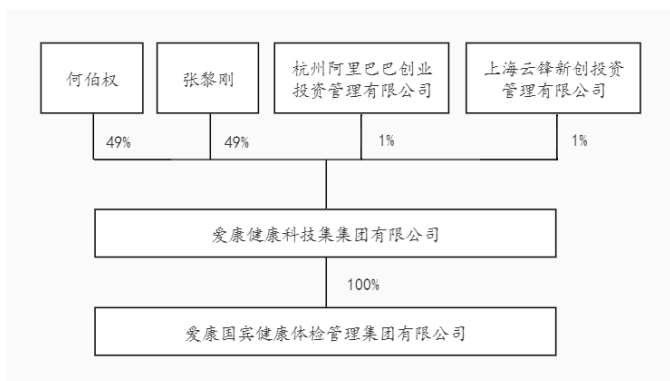 何伯权
张黎刚
杭州阿里巴巴创业
投资管理有限公司
上海云锋新创投资
管理有限公司
49%
49%
1%
1%
爱康健康科技集集团有限公司
100%
爱康国宾健康体检管理集团有限公司